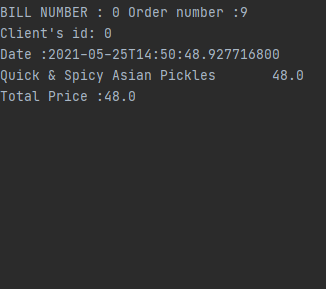 BILL NUMBER : 0 Order number :9
Client's id: 0
Date :2021-05-25T14:50:48.927716800
Quick & Spicy Asian Pickles       48.0
Total Price :48.0